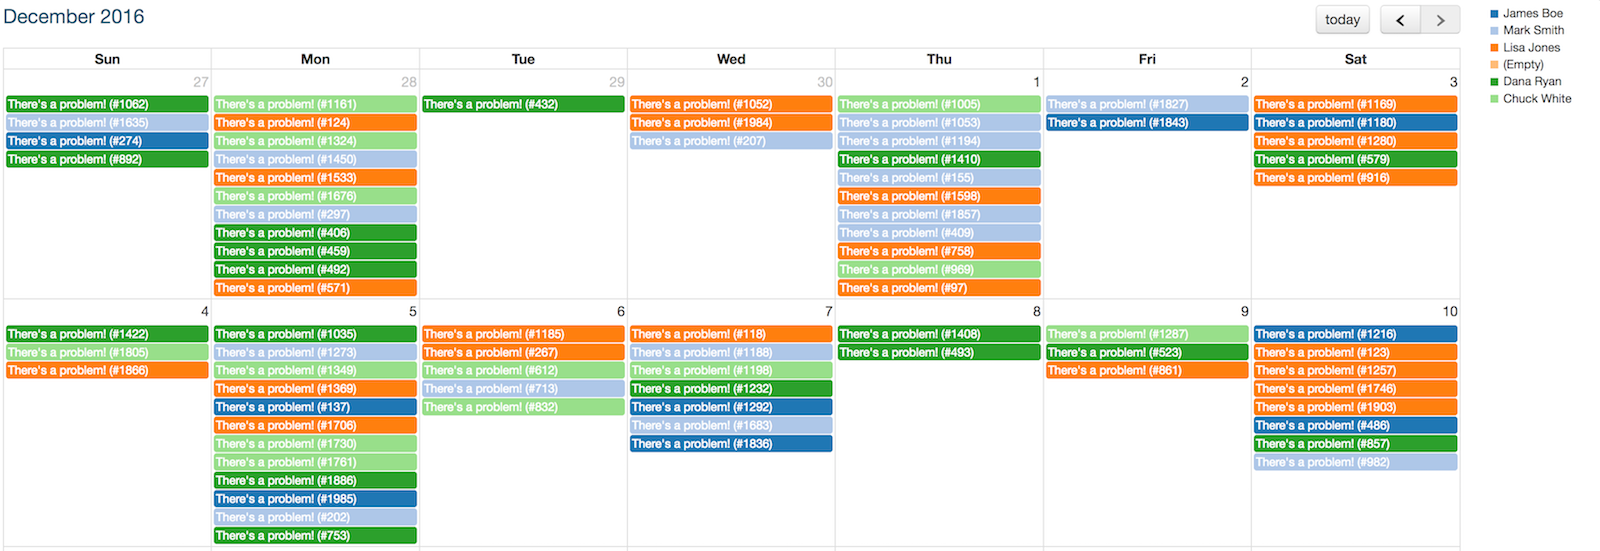 December 2016
today
James Boe
Mark Smith
Lisa Jones
(Empty)
Dana Ryan
Chuck White
Sun Mon Tue Wed Thu Fri Sat
27
There's a problem! (#1062)
There's a problem! (#1635)
There's a problem! (#274)
There's a problem! (#892)
28
There's a problem! (#1161)
There's a problem! (#124)
There's a problem! (#1324)
There's a problem! (#1450)
There's a problem! (#1533)
There's a problem! (#1676)
There's a problem! (#297)
There's a problem! (#406)
There's a problem! (#459)
There's a problem! (#492)
There's a problem! (#571)
29
There's a problem! (#432)
30
There's a problem! (#1052)
There's a problem! (#1984)
There's a problem! (#207)
1
There's a problem! (#1005)
There's a problem! (#1053)
There's a problem! (#1194)
There's a problem! (#1410)
There's a problem! (#155)
There's a problem! (#1598)
There's a problem! (#1857)
There's a problem! (#409)
There's a problem! (#758)
There's a problem! (#969)
There's a problem! (#97)
2
There's a problem! (#1827)
There's a problem! (#1843)
3
There's a problem! (#1169)
There's a problem! (#1180)
There's a problem! (#1280)
There's a problem! (#579)
There's a problem! (#916)
4
There's a problem! (#1422)
There's a problem! (#1805)
There's a problem! (#1866)
5
There's a problem! (#1035)
There's a problem! (#1273)
There's a problem! (#1349)
There's a problem! (#1369)
There's a problem! (#137)
There's a problem! (#1706)
There's a problem! (#1730)
There's a problem! (#1761)
There's a problem! (#1886)
There's a problem! (#1985)
There's a problem! (#202)
There's a problem! (#753)
6
There's a problem! (#1185)
There's a problem! (#267)
There's a problem! (#612)
There's a problem! (#713)
There's a problem! (#832)
7
There's a problem! (#118)
There's a problem! (#1188)
There's a problem! (#1198)
There's a problem! (#1232)
There's a problem! (#1292)
There's a problem! (#1683)
There's a problem! (#1836)
8
There's a problem! (#1408)
There's a problem! (#493)
9
There's a problem! (#1287)
There's a problem! (#523)
There's a problem! (#861)
10
There's a problem! (#1216)
There's a problem! (#123)
There's a problem! (#1257)
There's a problem! (#1746)
There's a problem! (#1903)
There's a problem! (#486)
There's a problem! (#857)
There's a problem! (#982)